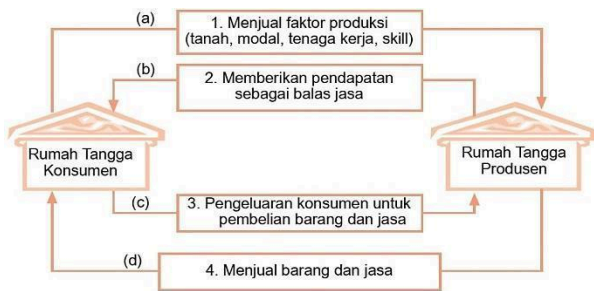 (a)
1. Menjual faktor produksi
(tanah, modal, tenaga kerja, skill)
(b)
2. Memberikan pendapatan
sebagai balas jasa
Rumah Tangga
Konsumen
Rumah Tangga
Produsen
(c)
3. Pengeluaran konsumen untuk
pembelian barang dan jasa
(d)
4. Menjual barang dan jasa